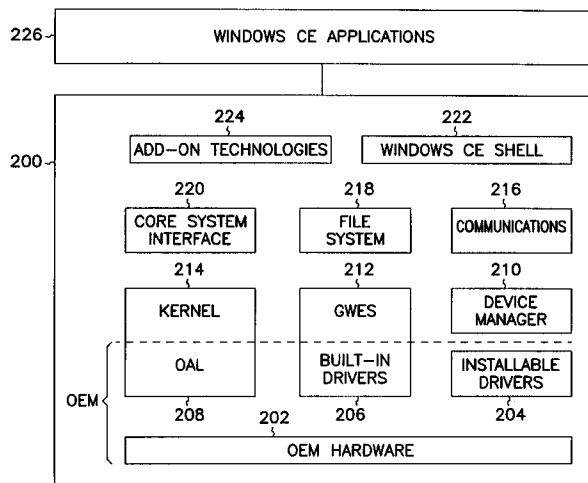 226
WINDOWS CE APPLICATIONS
224
222
200
ADD-ON TECHNOLOGIES
WINDOWS CE SHELL
220
218
216
CORE SYSTEM
INTERFACE
FILE
SYSTEM
COMMUNICATIONS
214
212
210
KERNEL
GWES
DEVICE
MANAGER
OAL
BUILT-IN
DRIVERS
INSTALLABLE
DRIVERS
OEM
208
202
206
204
OEM HARDWARE